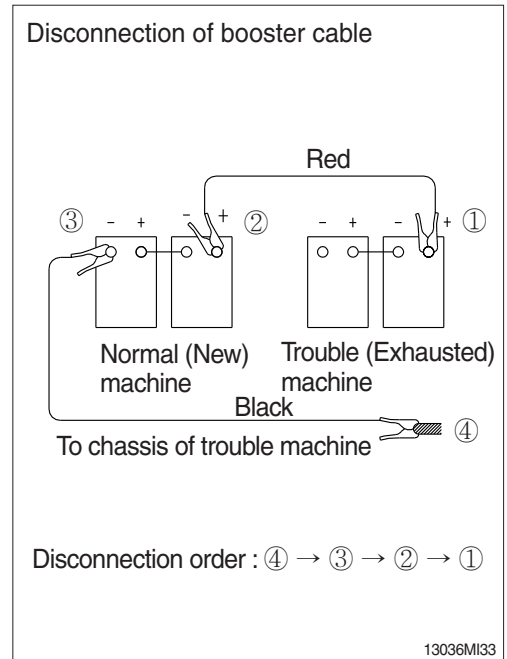 Disconnection of booster cable
Red
③ - + - + ② - + - + ①
Normal (New)
machine
Trouble (Exhausted)
machine
Black
To chassis of trouble machine ④
Disconnection order : ④ → ③ → ② → ①
13036MI33